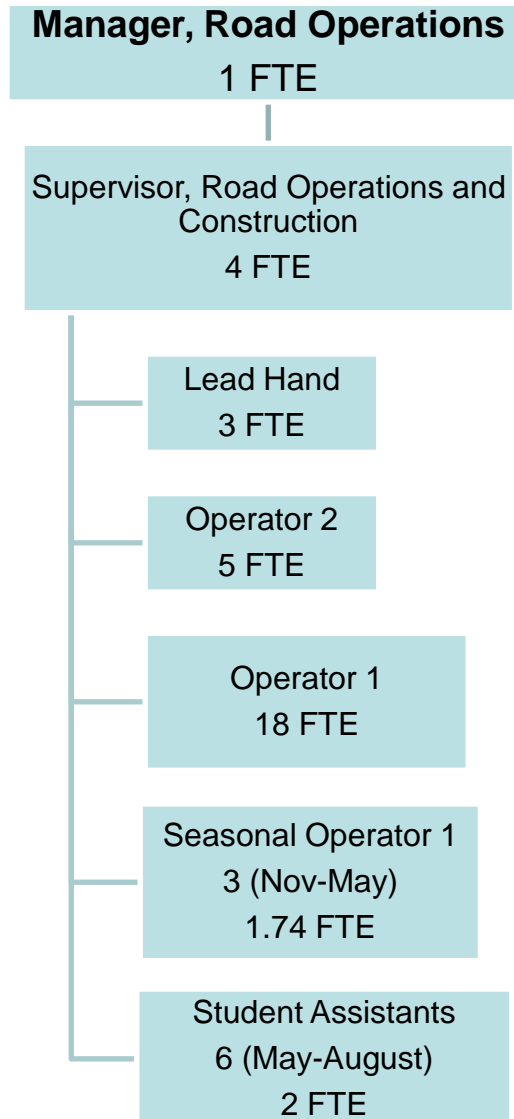 Manager, Road Operations
1 FTE
Supervisor, Road Operations and
Construction
4 FTE
Lead Hand
3 FTE
Operator 2
5 FTE
Operator 1
18 FTE
Seasonal Operator 1
3 (Nov-May)
1.74 FTE
Student Assistants
6 (May-August)
2 FTE